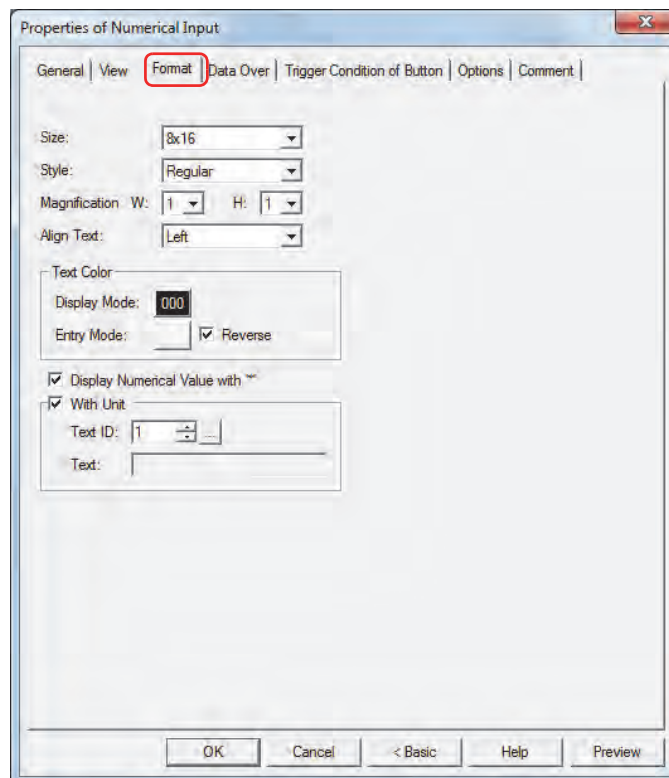 Properties of Numerical Input
General View Format Data Over Trigger Condition of Button Options Comment
Size: 8x16
Style: Regular
Magnification W: 1 H: 1
Align Text: Left
Text Color
Display Mode: 000
Entry Mode: Reverse
Display Numerical Value with "*"
With Unit
Text ID: 1 ...
Text:
OK Cancel < Basic Help Preview